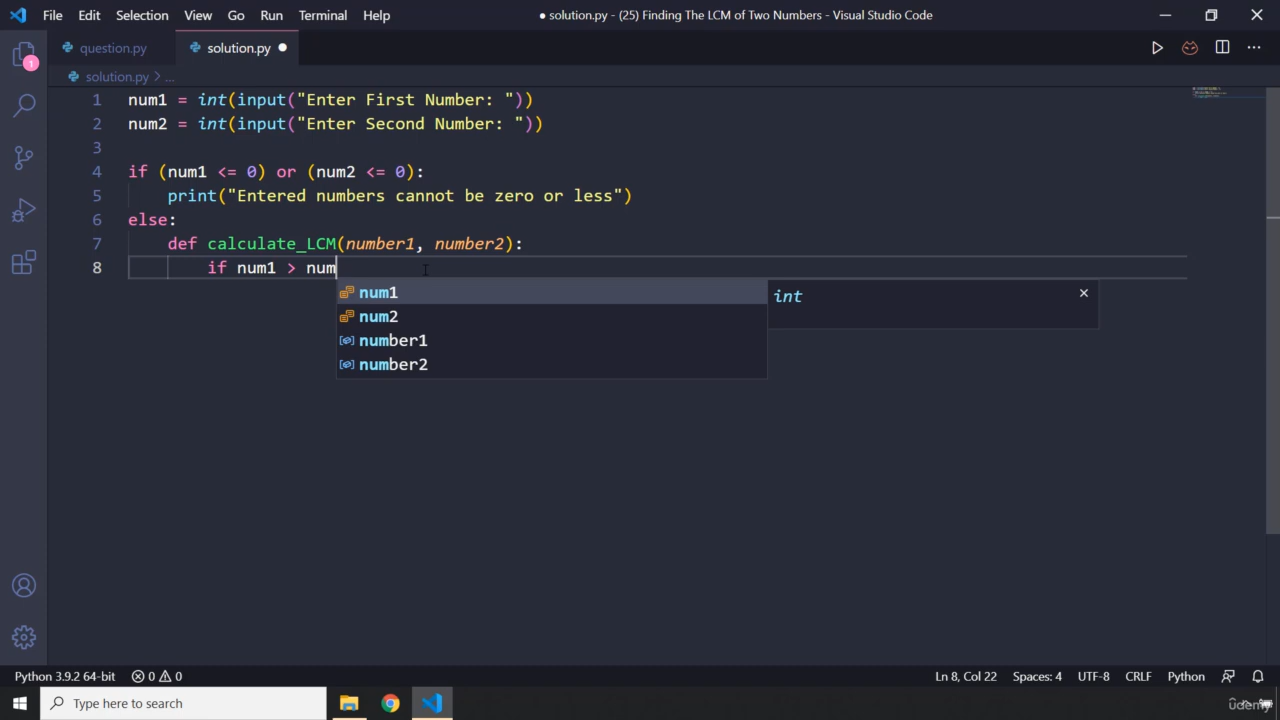 File Edit Selection View Go Run Terminal Help
● solution.py - (25) Finding The LCM of Two Numbers - Visual Studio Code
question.py solution.py
solution.py > ...
1 num1 = int(input("Enter First Number: "))
2 num2 = int(input("Enter Second Number: "))
3
4 if (num1 <= 0) or (num2 <= 0):
5 print("Entered numbers cannot be zero or less")
6 else:
7 def calculate_LCM(number1, number2):
8 if num1 > num
num1 int
num2
number1
number2
1
Python 3.9.2 64-bit 0 0 Ln 8, Col 22 Spaces: 4 UTF-8 CRLF Python
Type here to search
udemy